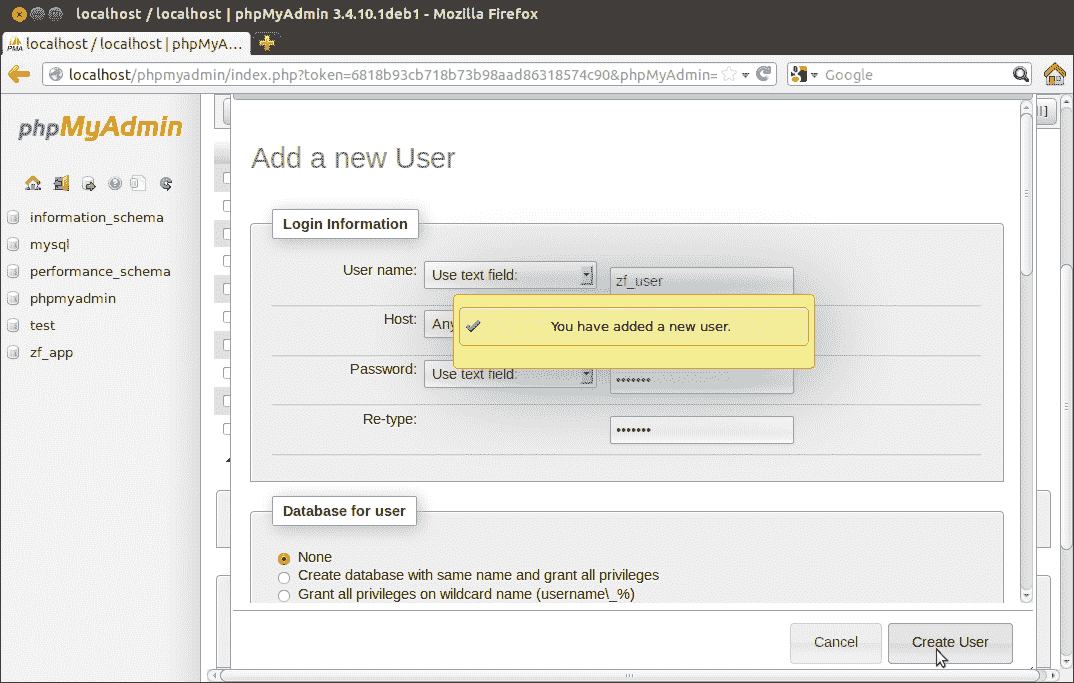 localhost / localhost | phpMyAdmin 3.4.10.1deb1 - Mozilla Firefox
PMA localhost / localhost | phpMyA...
localhost/phpmyadmin/index.php?token=6818b93cb718b73b98aad86318574c90&phpMyAdmin=
Google
phpMyAdmin
information_schema
mysql
performance_schema
phpmyadmin
test
zf_app
Add a new User
Login Information
User name: Use text field: zf_user
You have added a new user.
Host: Any
Password: Use text field: •••••••
Re-type: •••••••
Database for user
None
Create database with same name and grant all privileges
Grant all privileges on wildcard name (username\_%)
Cancel
Create User